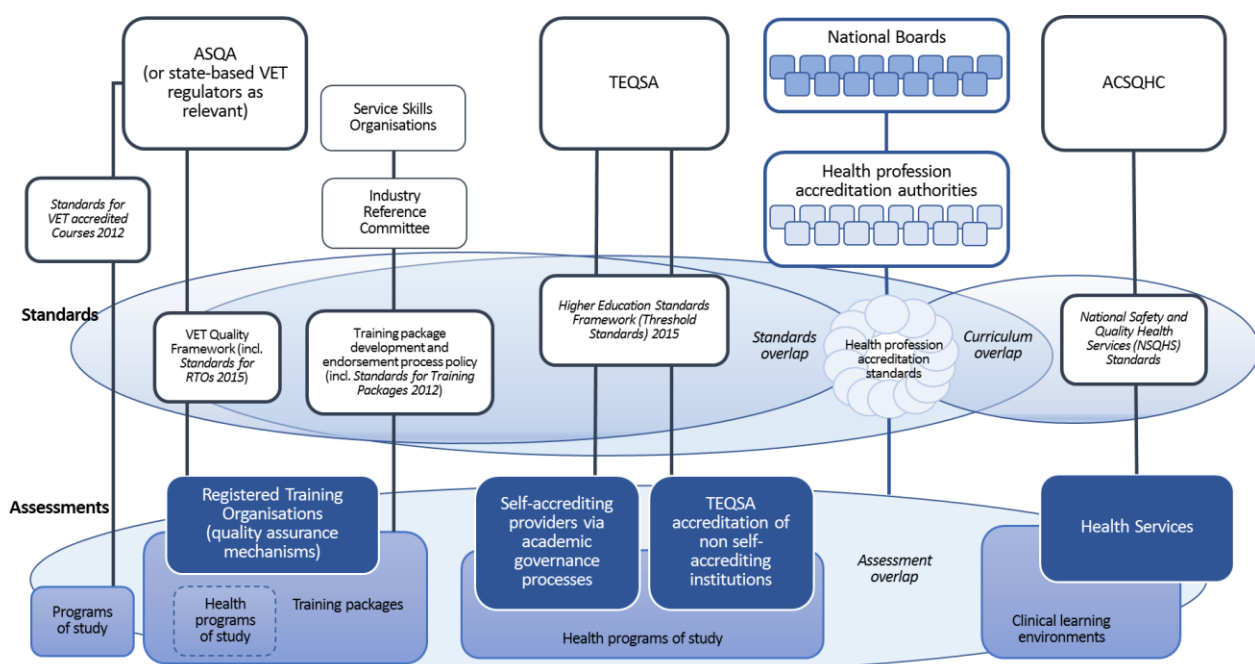 ASQA
(or state-based VET
regulators as
relevant)
Service Skills
Organisations
TEQSA
National Boards
ACSQHC
Standards for
VET accredited
Courses 2012
Industry
Reference
Committee
Health profession
accreditation authorities
Standards
VET Quality
Framework (incl.
Standards for
RTOs 2015)
Training package
development and
endorsement process policy
(incl. Standards for Training
Packages 2012)
Higher Education Standards
Framework (Threshold
Standards) 2015
Standards
overlap
Health profession
accreditation
standards
Curriculum
overlap
National Safety and
Quality Health
Services (NSQHS)
Standards
Assessments
Registered Training
Organisations
(quality assurance
mechanisms)
Self-accrediting
providers via
academic
governance
processes
TEQSA
accreditation of
non self-
accrediting
institutions
Assessment
overlap
Health Services
Programs
of study
Health
programs
of study
Training packages
Health programs of study
Clinical learning
environments